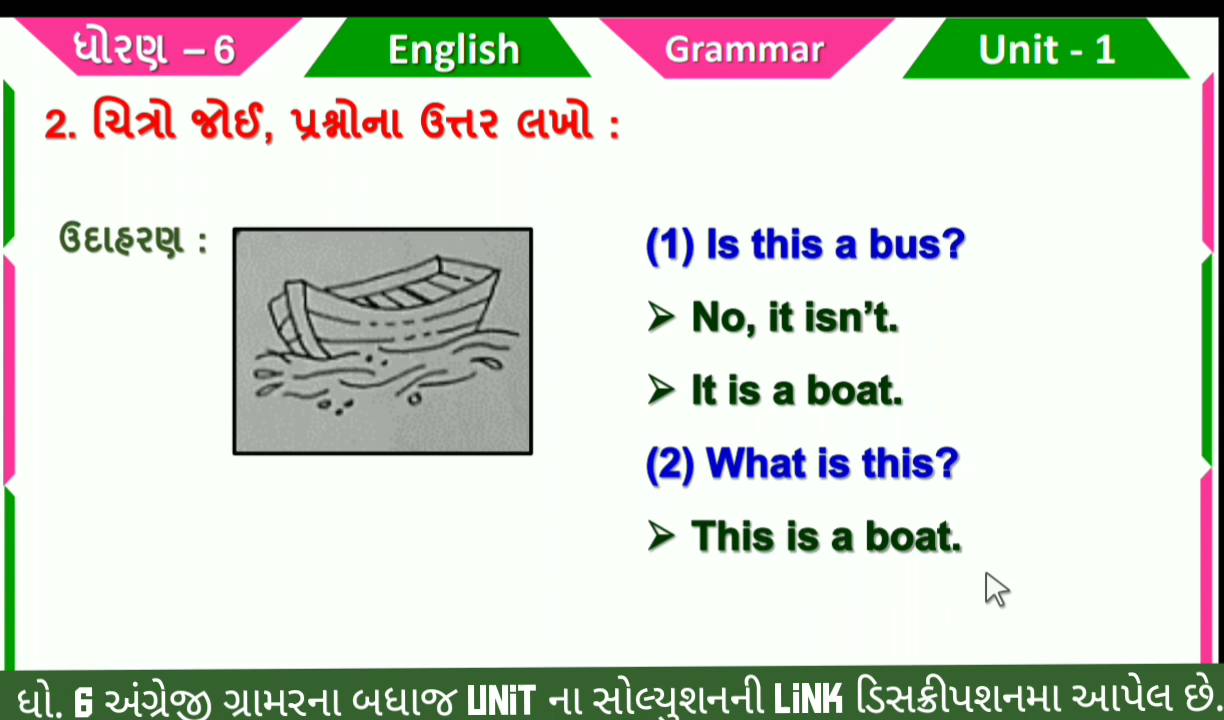 ધોરણ – 6
English
Grammar
Unit - 1
2. ચિત્રો જોઈ, પ્રશ્નોના ઉત્તર લખો :
ઉદાહરણ :
(1) Is this a bus?
➢ No, it isn’t.
➢ It is a boat.
(2) What is this?
➢ This is a boat.
ધો. 6 અંગ્રેજી ગ્રામરના બધાજ UNiT ના સોલ્યુશનની LiNK ડિસક્રીપશનમા આપેલ છે.